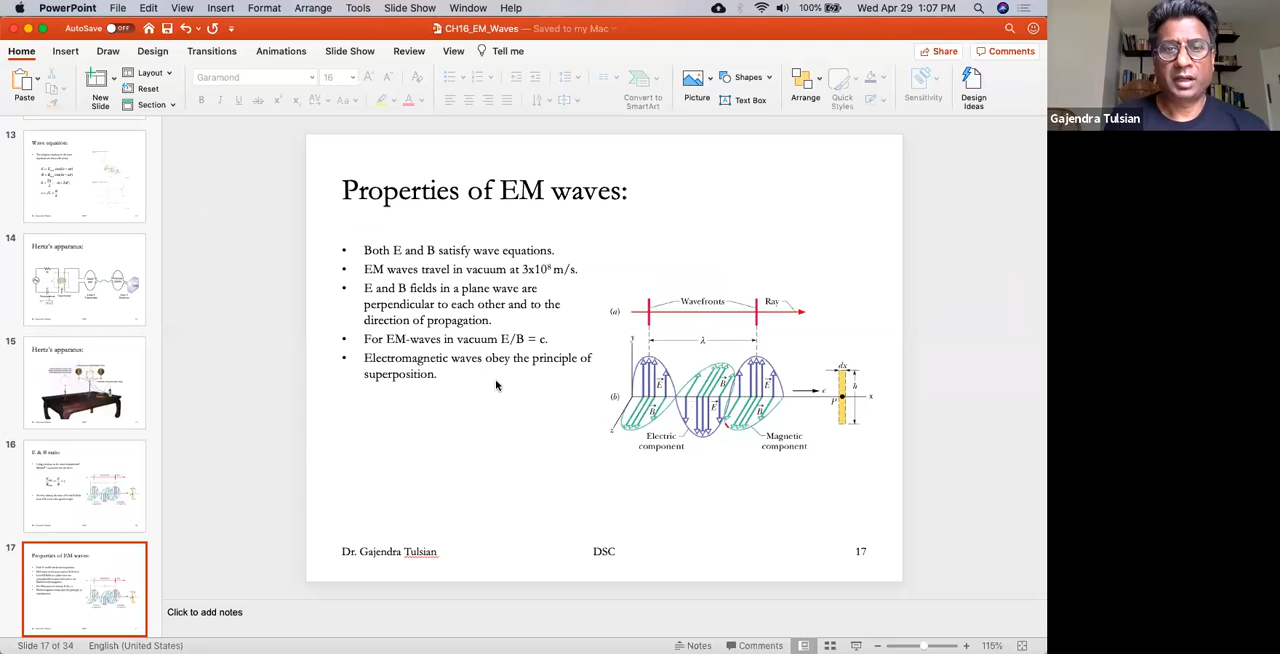 PowerPoint File Edit View Insert Format Arrange Tools Slide Show Window Help
100% Wed Apr 29 1:07 PM
AutoSave OFF
CH16_EM_Waves — Saved to my Mac
Home Insert Draw Design Transitions Animations Slide Show Review View Tell me
Share Comments
Paste
New Slide
Layout
Reset
Section
Garamond 16
Convert to SmartArt
Picture
Shapes
Text Box
Arrange
Quick Styles
Sensitivity
Design Ideas
Gajendra Tulsian
13
Wave equation:
14
Hertz's apparatus:
15
Hertz's apparatus:
16
E & B ratio:
17
Properties of EM waves:
Properties of EM waves:
• Both E and B satisfy wave equations.
• EM waves travel in vacuum at 3x10⁸ m/s.
• E and B fields in a plane wave are
perpendicular to each other and to the
direction of propagation.
• For EM-waves in vacuum E/B = c.
• Electromagnetic waves obey the principle of
superposition.
(a) Wavefronts Ray
λ
y
E B E B E B
(b)
z
c
dx
h
P
x
Electric
component
Magnetic
component
Dr. Gajendra Tulsian DSC 17
Click to add notes
Slide 17 of 34 English (United States) Notes Comments 115%